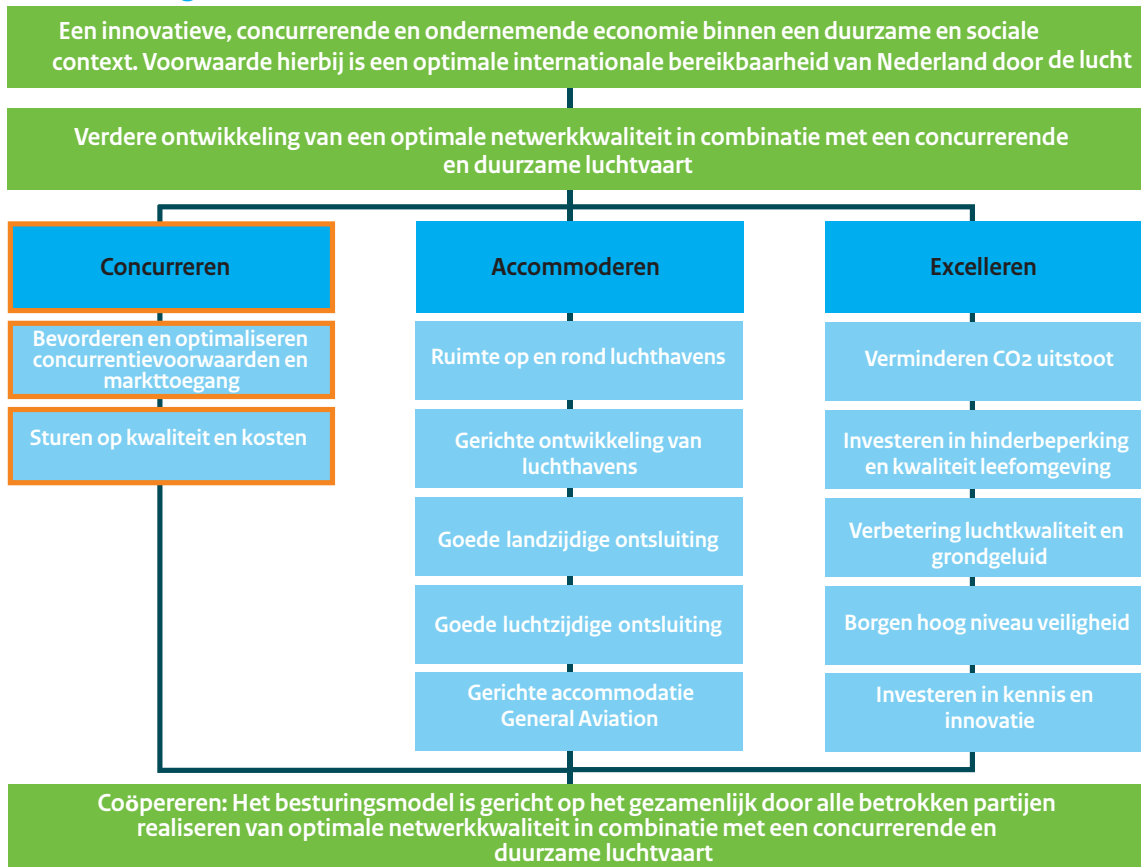 Een innovatieve, concurrerende en ondernemende economie binnen een duurzame en sociale
context. Voorwaarde hierbij is een optimale internationale bereikbaarheid van Nederland door de lucht
Verdere ontwikkeling van een optimale netwerkkwaliteit in combinatie met een concurrerende
en duurzame luchtvaart
Concurreren
Bevorderen en optimaliseren
concurrentievoorwaarden en
markttoegang
Sturen op kwaliteit en kosten
Accommoderen
Ruimte op en rond luchthavens
Gerichte ontwikkeling van
luchthavens
Goede landzijdige ontsluiting
Goede luchtzijdige ontsluiting
Gerichte accommodatie
General Aviation
Excelleren
Verminderen CO2 uitstoot
Investeren in hinderbeperking
en kwaliteit leefomgeving
Verbetering luchtkwaliteit en
grondgeluid
Borgen hoog niveau veiligheid
Investeren in kennis en
innovatie
Coöpereren: Het besturingsmodel is gericht op het gezamenlijk door alle betrokken partijen
realiseren van optimale netwerkkwaliteit in combinatie met een concurrerende en
duurzame luchtvaart